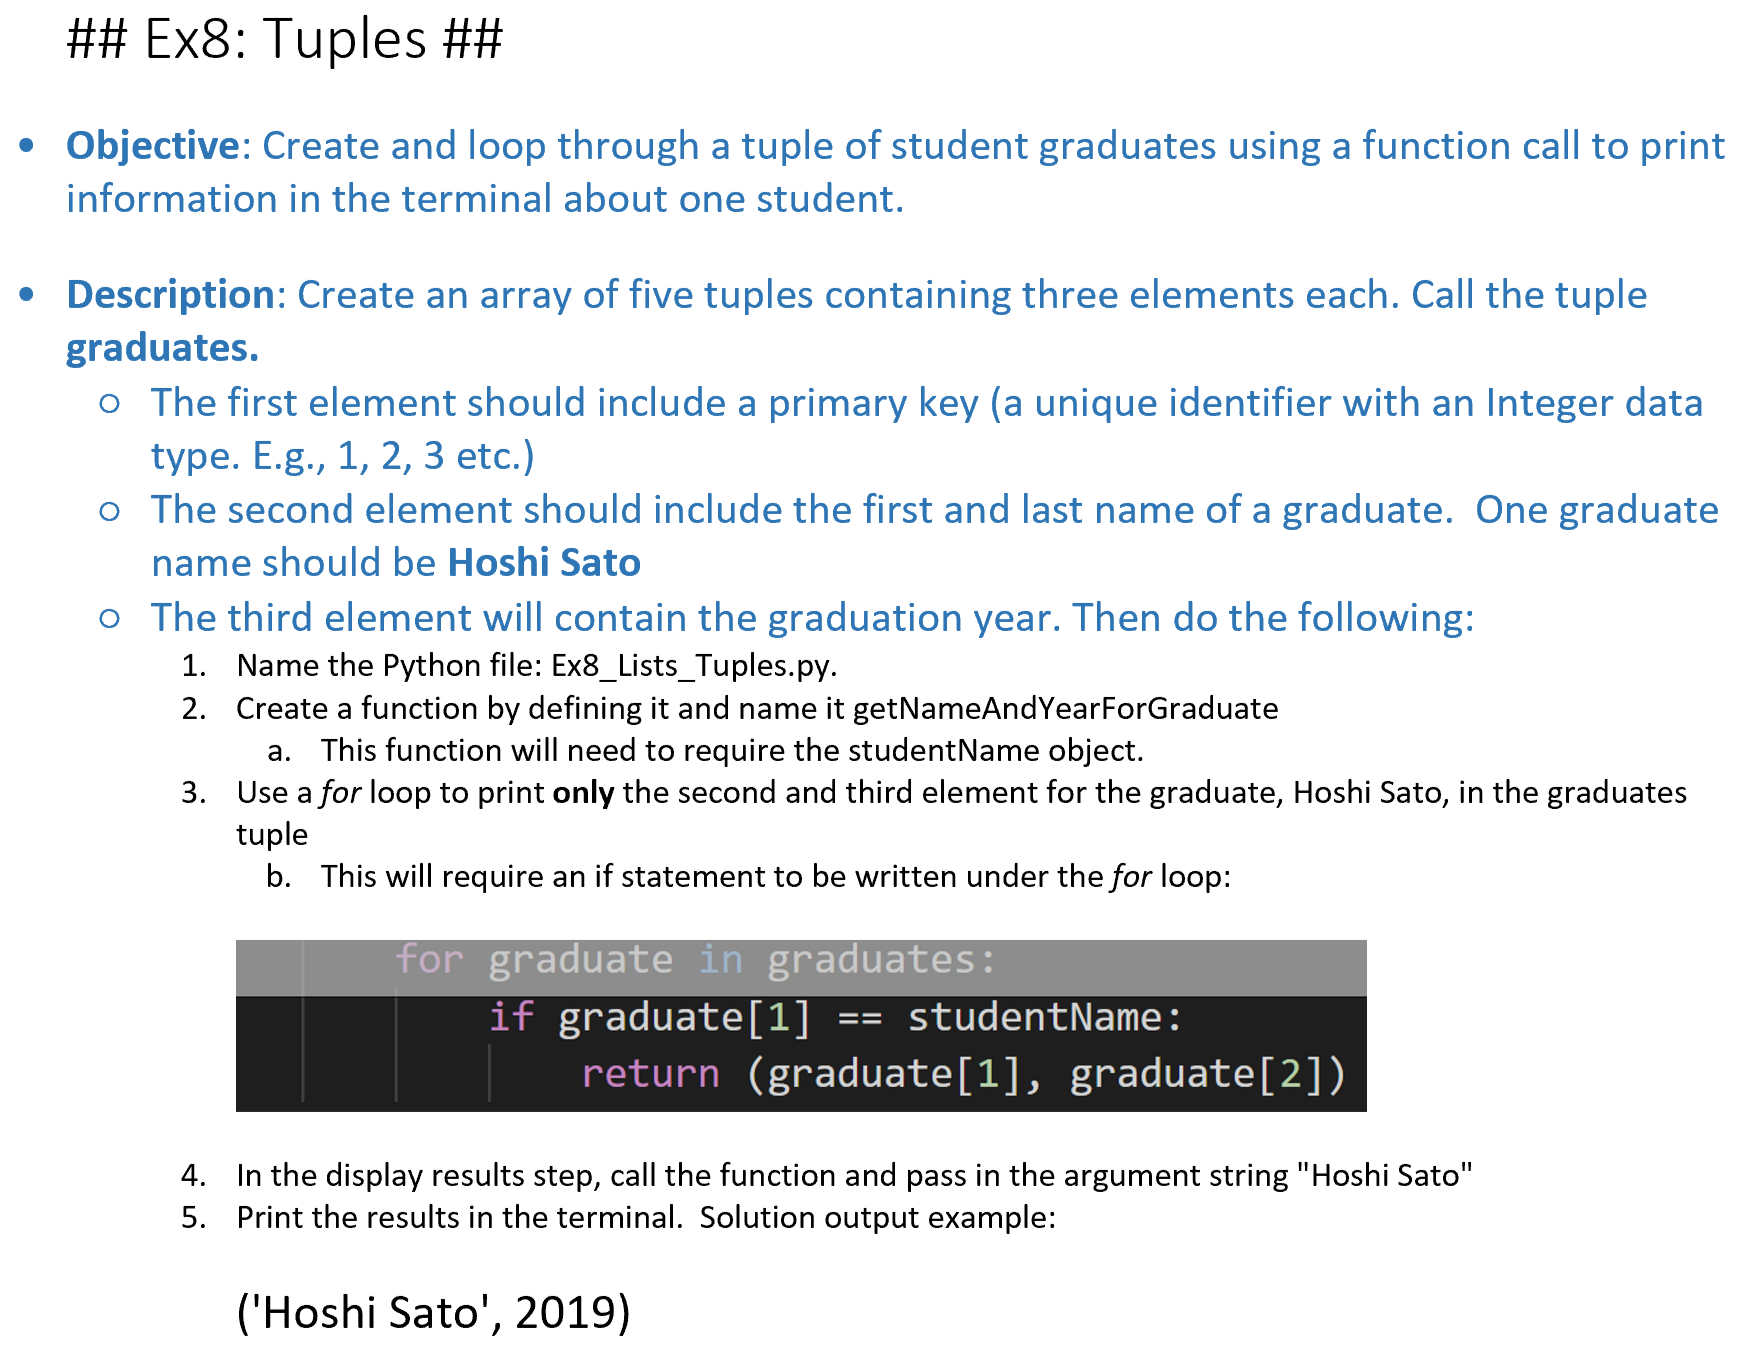 ## Ex8: Tuples ##
• Objective: Create and loop through a tuple of student graduates using a function call to print
information in the terminal about one student.
• Description: Create an array of five tuples containing three elements each. Call the tuple
graduates.
○ The first element should include a primary key (a unique identifier with an Integer data
type. E.g., 1, 2, 3 etc.)
○ The second element should include the first and last name of a graduate.  One graduate
name should be Hoshi Sato
○ The third element will contain the graduation year. Then do the following:
1. Name the Python file: Ex8_Lists_Tuples.py.
2. Create a function by defining it and name it getNameAndYearForGraduate
a. This function will need to require the studentName object.
3. Use a for loop to print only the second and third element for the graduate, Hoshi Sato, in the graduates
tuple
b. This will require an if statement to be written under the for loop:
for graduate in graduates:
if graduate[1] == studentName:
return (graduate[1], graduate[2])
4. In the display results step, call the function and pass in the argument string "Hoshi Sato"
5. Print the results in the terminal.  Solution output example:
('Hoshi Sato', 2019)